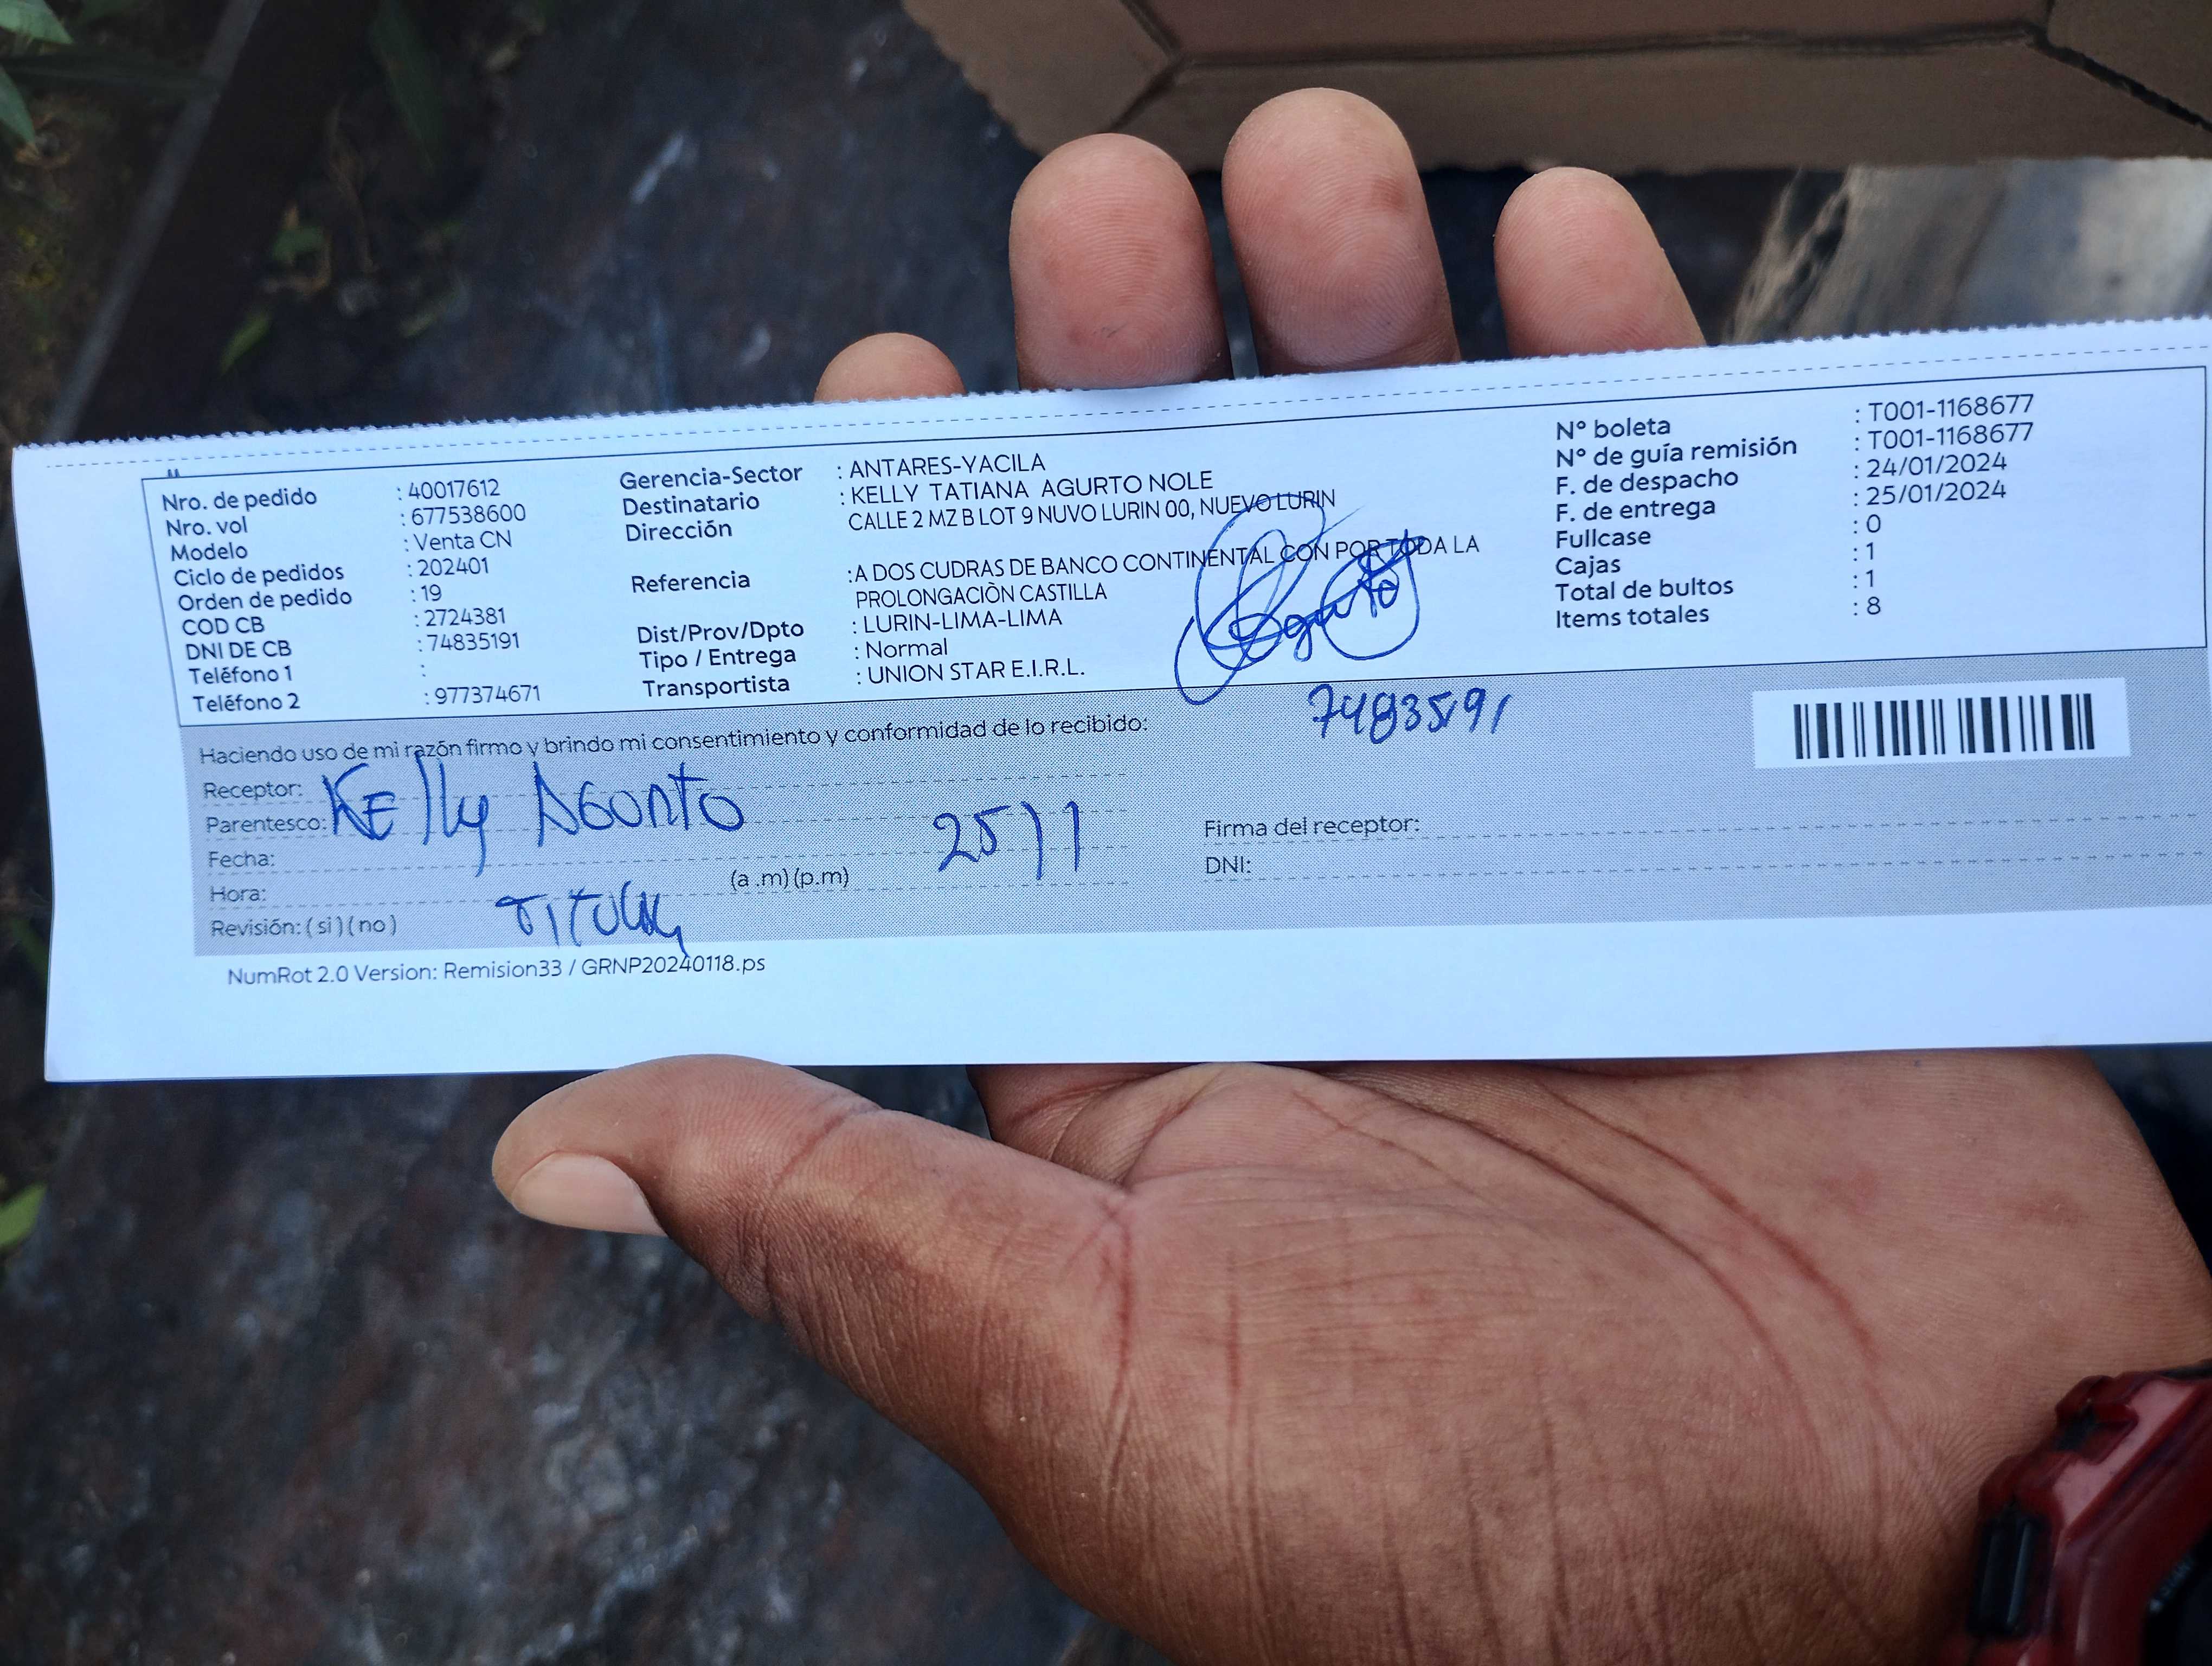 Nro. de pedido : 40017612
Nro. vol : 677538600
Modelo : Venta CN
Ciclo de pedidos : 202401
Orden de pedido : 19
COD CB : 2724381
DNI DE CB : 74835191
Teléfono 1 :
Teléfono 2 : 977374671
Gerencia-Sector : ANTARES-YACILA
Destinatario : KELLY TATIANA AGURTO NOLE
Dirección CALLE 2 MZ B LOT 9 NUVO LURIN 00, NUEVO LURIN
Referencia :A DOS CUDRAS DE BANCO CONTINENTAL CON POR TODA LA
PROLONGACIÒN CASTILLA
Dist/Prov/Dpto : LURIN-LIMA-LIMA
Tipo / Entrega : Normal
Transportista : UNION STAR E.I.R.L.
N° boleta : T001-1168677
N° de guía remisión : T001-1168677
F. de despacho : 24/01/2024
F. de entrega : 25/01/2024
Fullcase : 0
Cajas : 1
Total de bultos : 1
Items totales : 8
Agurto
74835191
Haciendo uso de mi razón firmo y brindo mi consentimiento y conformidad de lo recibido:
Receptor: KElly AGURTO
Parentesco:
Fecha: 25/1
Hora: (a .m) (p.m)
Revisión: ( si ) ( no ) TITULAR
Firma del receptor:
DNI:
NumRot 2.0 Version: Remision33 / GRNP20240118.ps